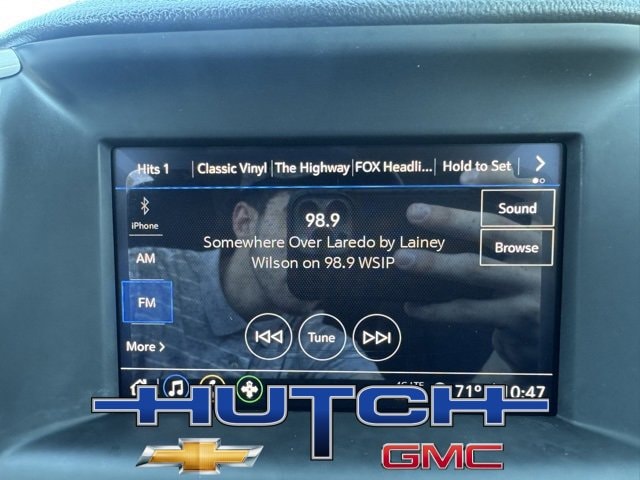 Hits 1 Classic Vinyl The Highway FOX Headli... Hold to Set
iPhone
98.9
Sound
Somewhere Over Laredo by Lainey
Wilson on 98.9 WSIP
Browse
AM
FM
Tune
More
71° 10:47
HUTCH
GMC